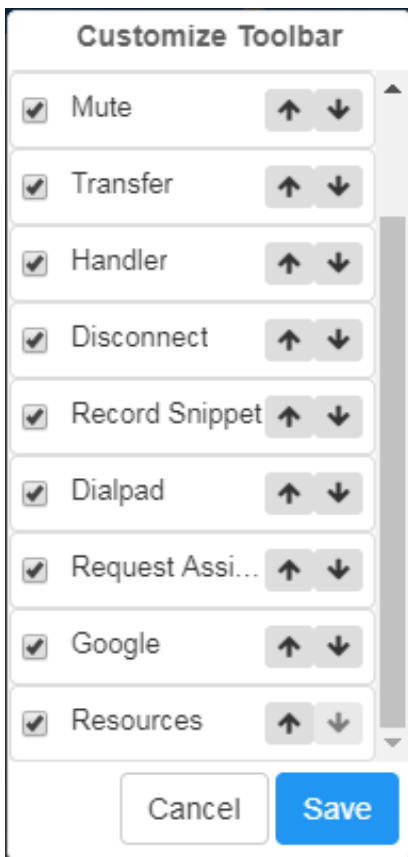 Customize Toolbar
Mute
Transfer
Handler
Disconnect
Record Snippet
Dialpad
Request Assi...
Google
Resources
Cancel Save